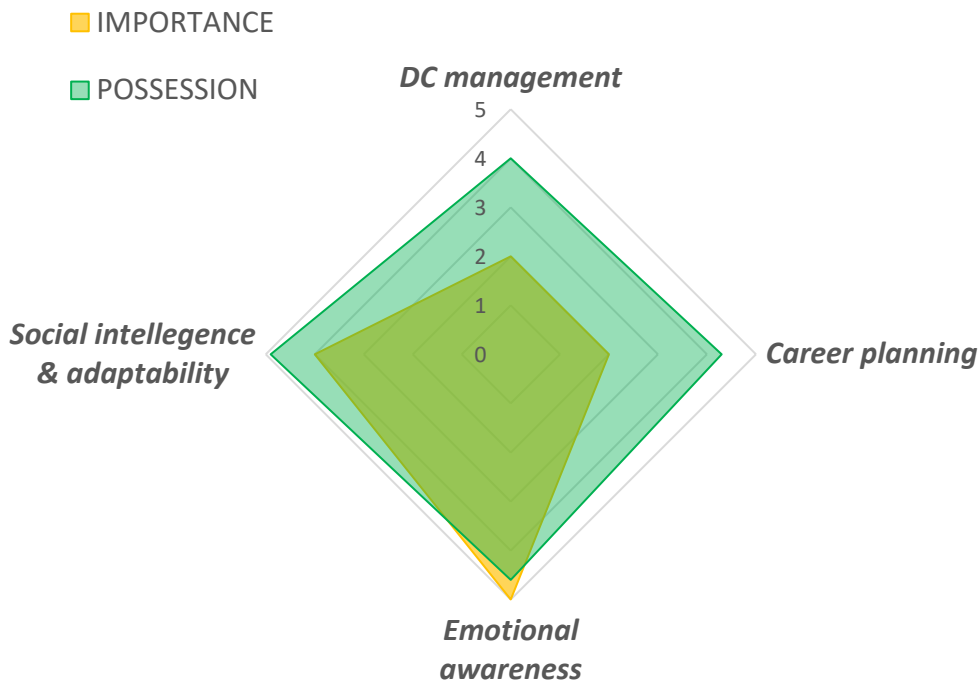 IMPORTANCE
POSSESSION
DC management
5
4
3
2
1
0
Social intellegence
& adaptability
Career planning
Emotional
awareness